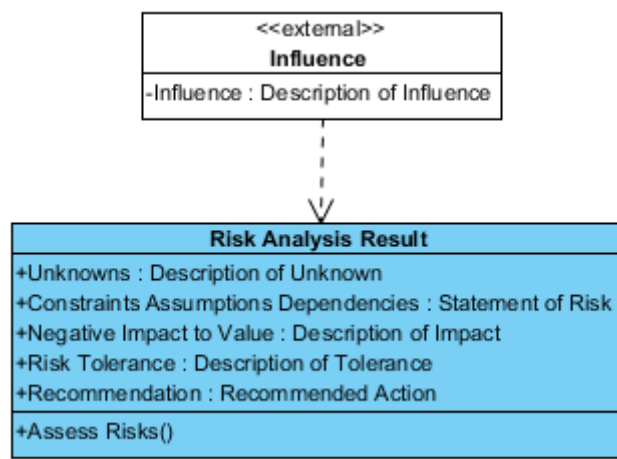 <<external>>
Influence
-Influence : Description of Influence
Risk Analysis Result
+Unknowns : Description of Unknown
+Constraints Assumptions Dependencies : Statement of Risk
+Negative Impact to Value : Description of Impact
+Risk Tolerance : Description of Tolerance
+Recommendation : Recommended Action
+Assess Risks()